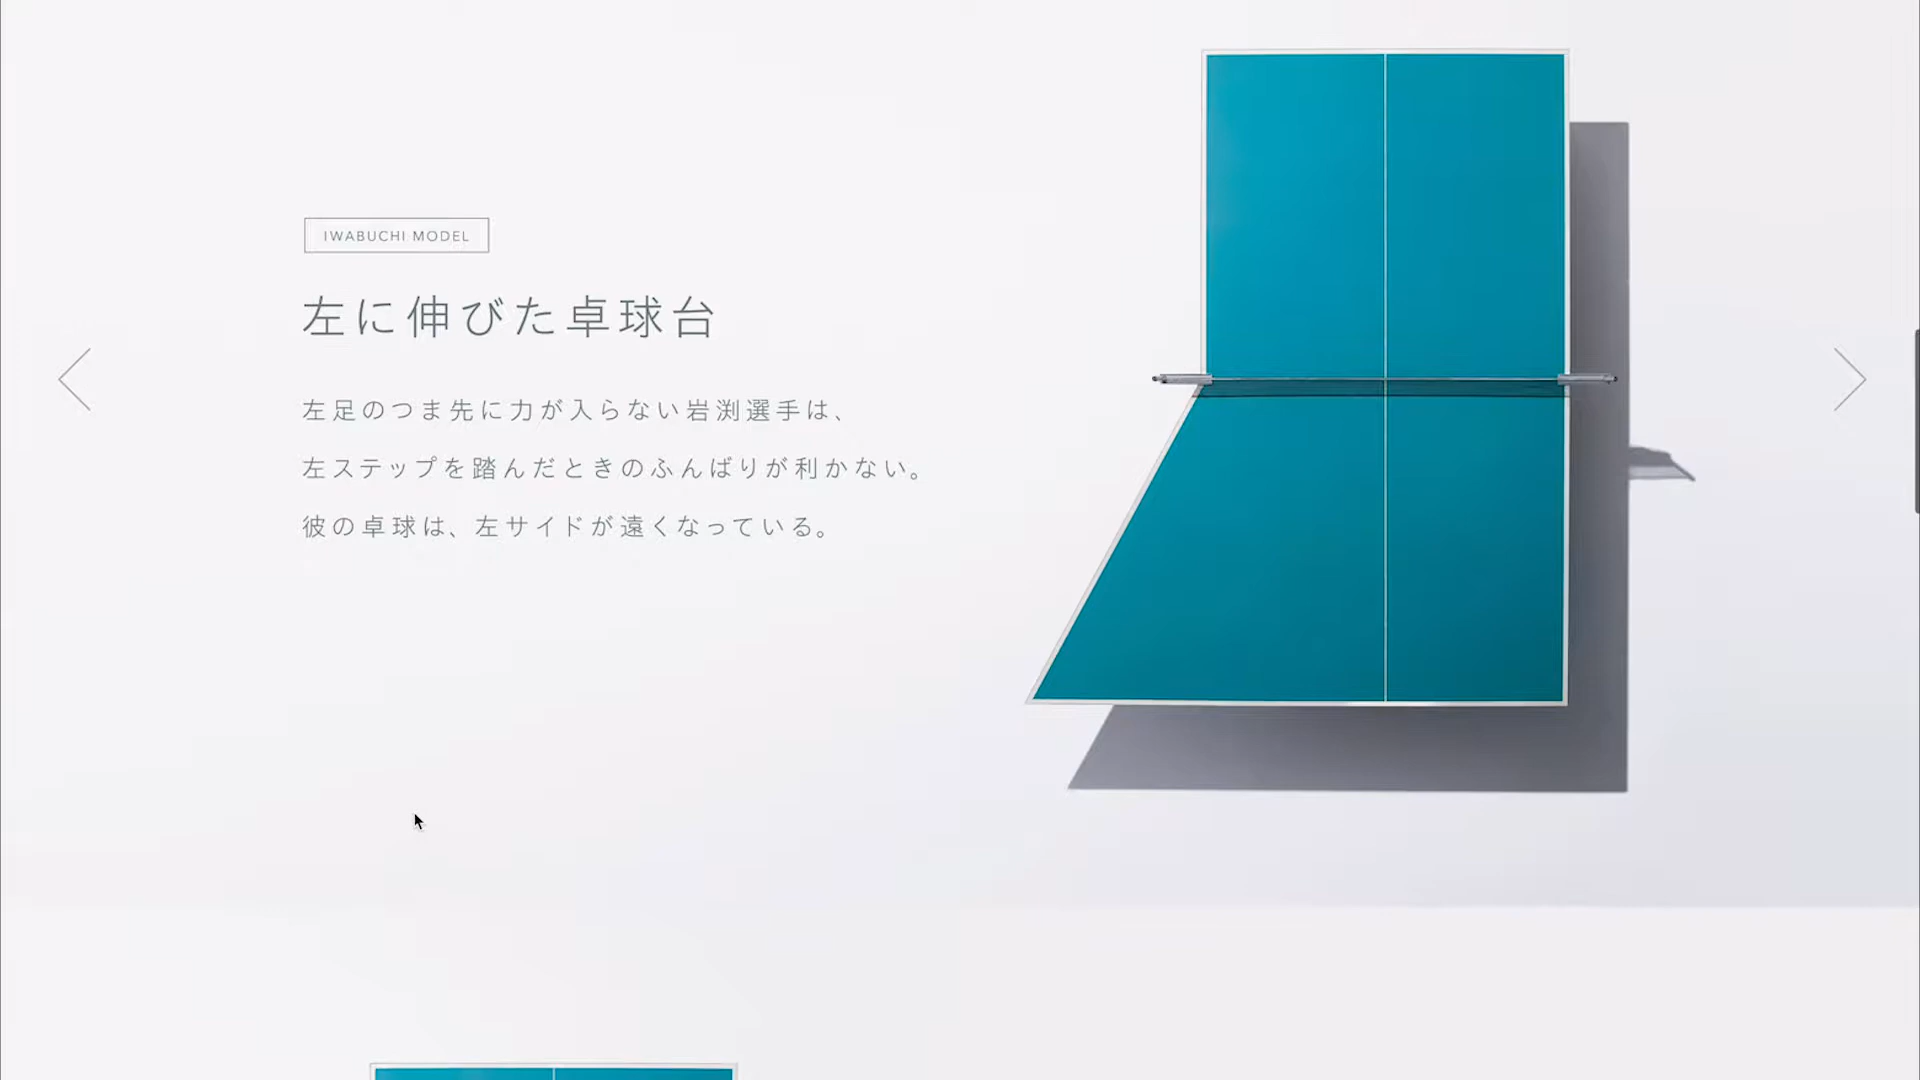 IWABUCHI MODEL
左に伸びた卓球台
左足のつま先に力が入らない岩渕選手は、
左ステップを踏んだときのふんばりが利かない。
彼の卓球は、左サイドが遠くなっている。